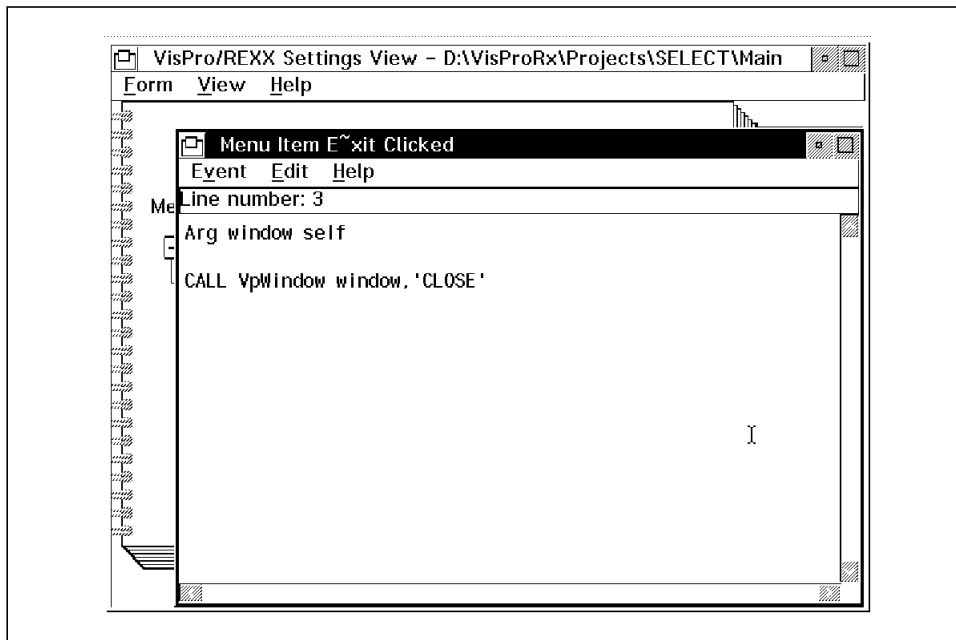 VisPro/REXX Settings View - D:\VisProRx\Projects\SELECT\Main
Form View Help
Menu Item E~xit Clicked
Event Edit Help
Line number: 3
Me
Arg window self
CALL VpWindow window,'CLOSE'